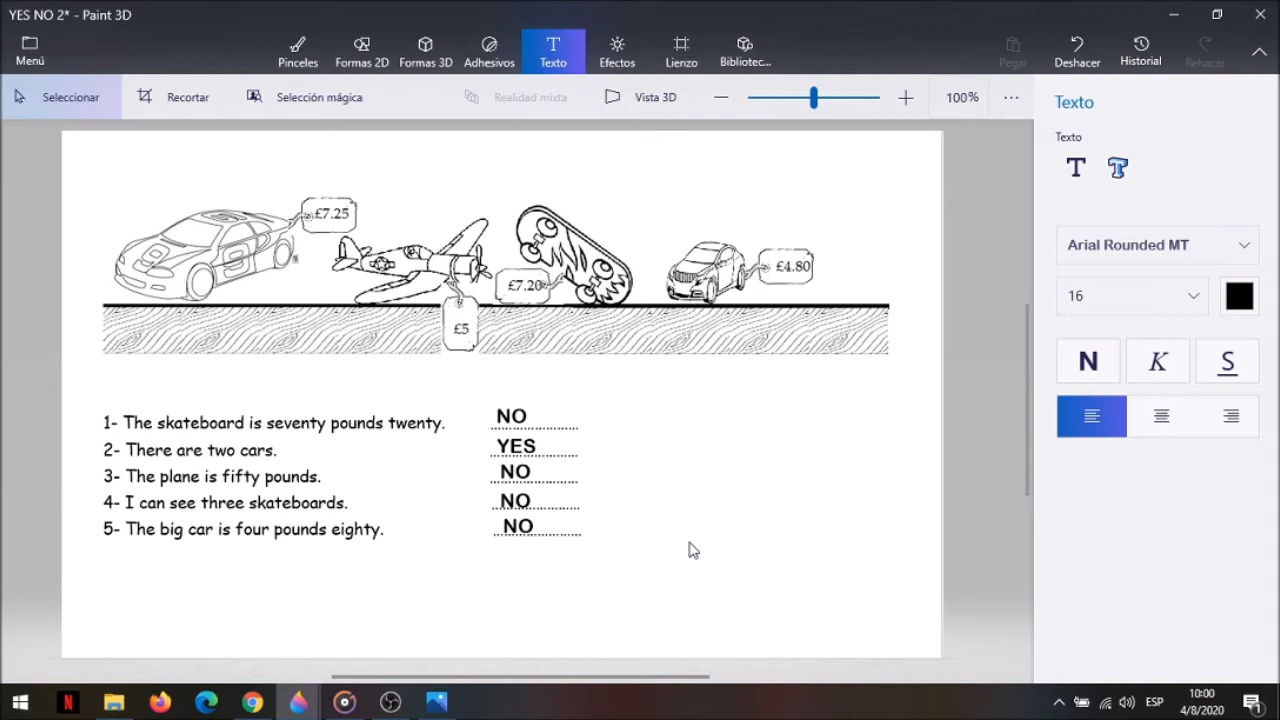 YES NO 2* - Paint 3D
Menú
Pinceles
Formas 2D
Formas 3D
Adhesivos
Texto
Efectos
Lienzo
Bibliotec...
Pegar
Deshacer
Historial
Rehacer
Seleccionar
Recortar
Selección mágica
Realidad mixta
Vista 3D
100%
Texto
Texto
Arial Rounded MT
16
N K S
£7.25
£5
£7.20
£4.80
1- The skateboard is seventy pounds twenty. NO
2- There are two cars. YES
3- The plane is fifty pounds. NO
4- I can see three skateboards. NO
5- The big car is four pounds eighty. NO
ESP
10:00
4/8/2020